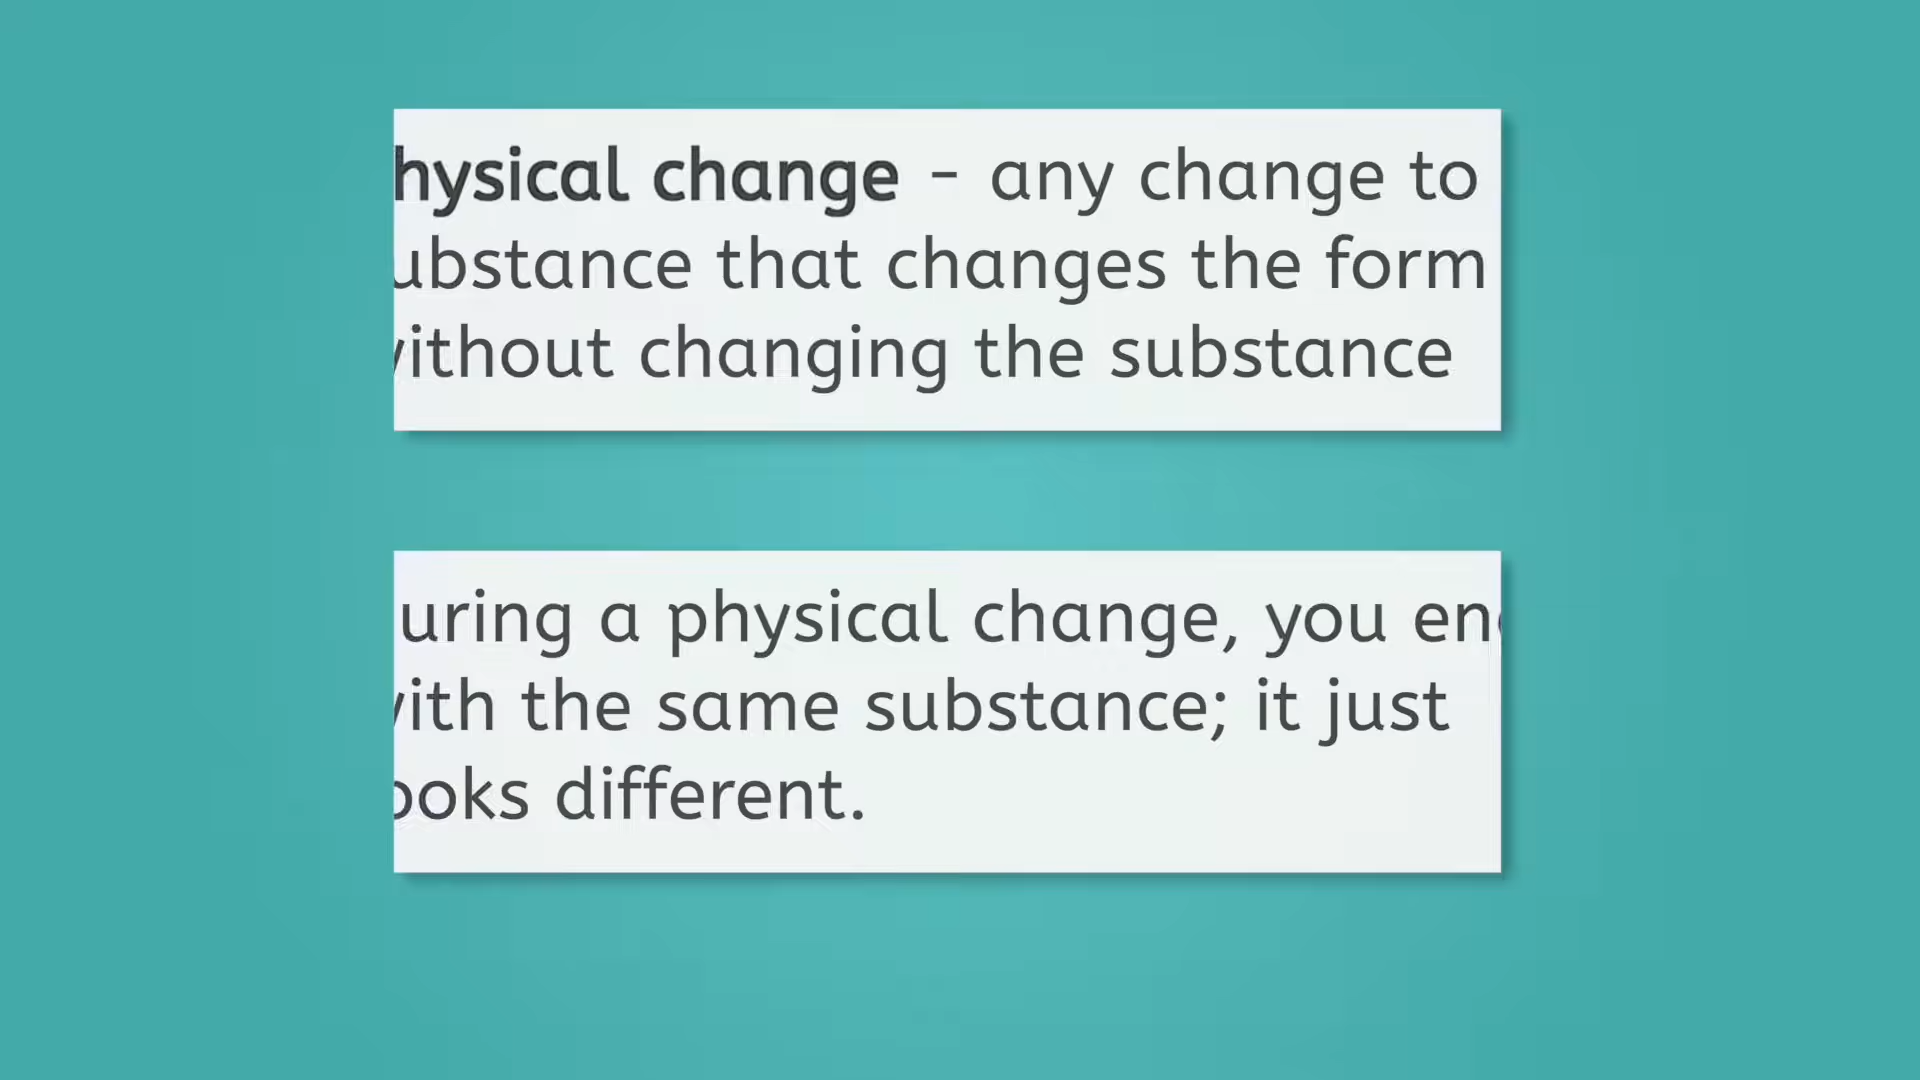 hysical change - any change to
ubstance that changes the form
ithout changing the substance
uring a physical change, you en
ith the same substance; it just
ooks different.